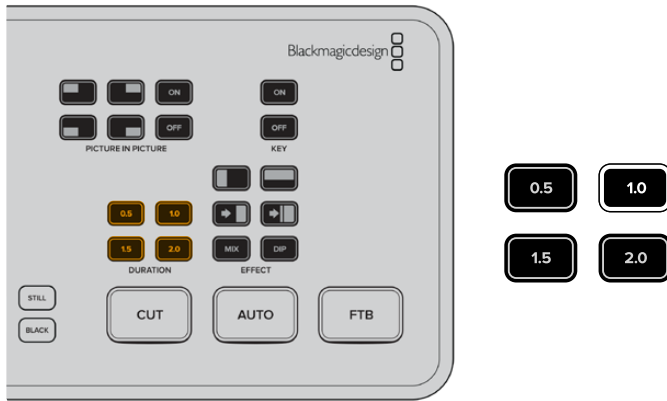 Blackmagicdesign
ON ON
OFF OFF
PICTURE IN PICTURE KEY
0.5 1.0
1.5 2.0 MIX DIP
DURATION EFFECT
STILL
BLACK
CUT AUTO FTB
0.5 1.0
1.5 2.0